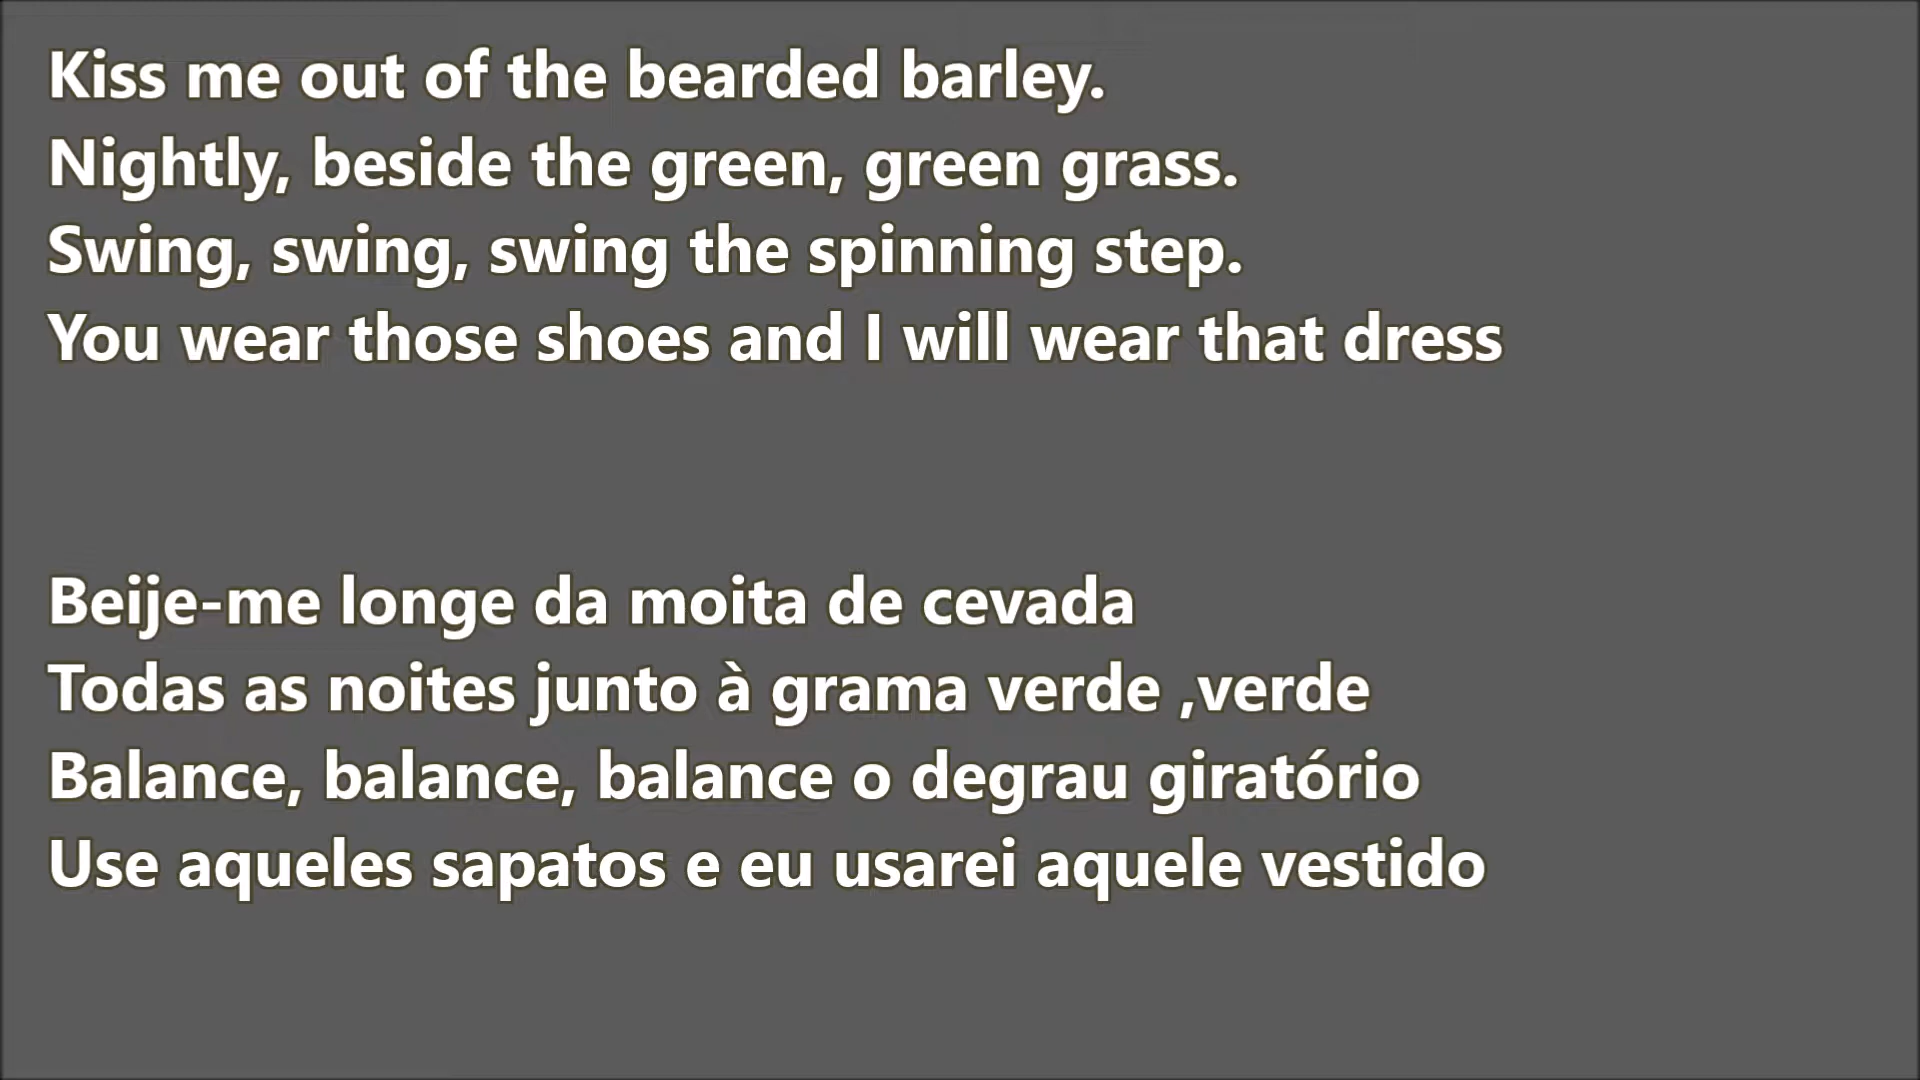 Kiss me out of the bearded barley.
Nightly, beside the green, green grass.
Swing, swing, swing the spinning step.
You wear those shoes and I will wear that dress
Beije-me longe da moita de cevada
Todas as noites junto à grama verde ,verde
Balance, balance, balance o degrau giratório
Use aqueles sapatos e eu usarei aquele vestido